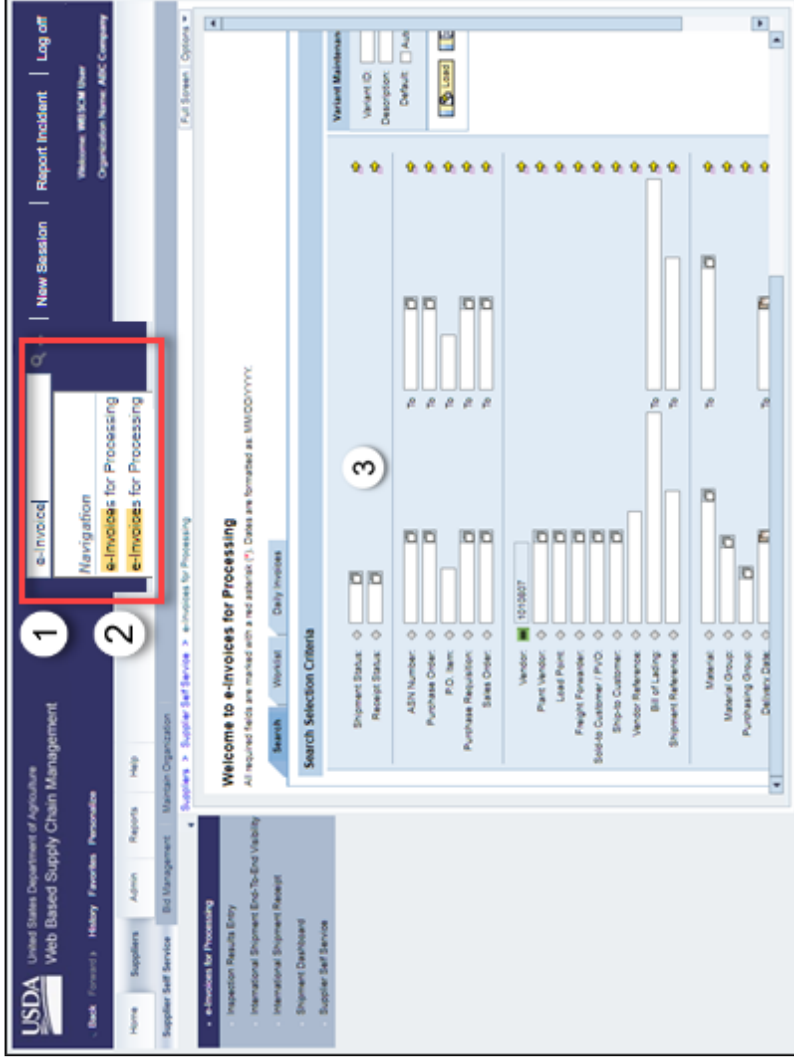 USDA
United States Department of Agriculture
Web Based Supply Chain Management
New Session | Report Incident | Log off
Back Forward History Favorites Personalize
Welcome: WBSCM User
Organization Name: ABC Company
1
e-Invoice
2
Navigation
e-Invoices for Processing
e-Invoices for Processing
Home Suppliers Admin Reports Help
Supplier Self Service Bid Management Maintain Organization
Suppliers > Supplier Self Service > e-Invoices for Processing
Full Screen Options
e-Invoices for Processing
Inspection Results Entry
International Shipment End-To-End Visibility
International Shipment Receipt
Shipment Dashboard
Supplier Self Service
Welcome to e-Invoices for Processing
All required fields are marked with a red asterisk (*). Dates are formatted as: MM/DD/YYYY.
Search Worklist Daily Invoices
Search Selection Criteria
3
Shipment Status:
Receipt Status:
ASN Number: To
Purchase Order: To
P.O. Item: To
Purchase Requisition: To
Sales Order: To
Vendor: 1010807
Plant Vendor:
Load Point:
Freight Forwarder:
Sold-to Customer / PVO:
Ship-to Customer:
Vendor Reference:
Bill of Lading: To
Shipment Reference: To
Material: To
Material Group:
Purchasing Group:
Delivery Date: To
Variant Maintenan
Variant ID:
Description:
Default: Aut
Load